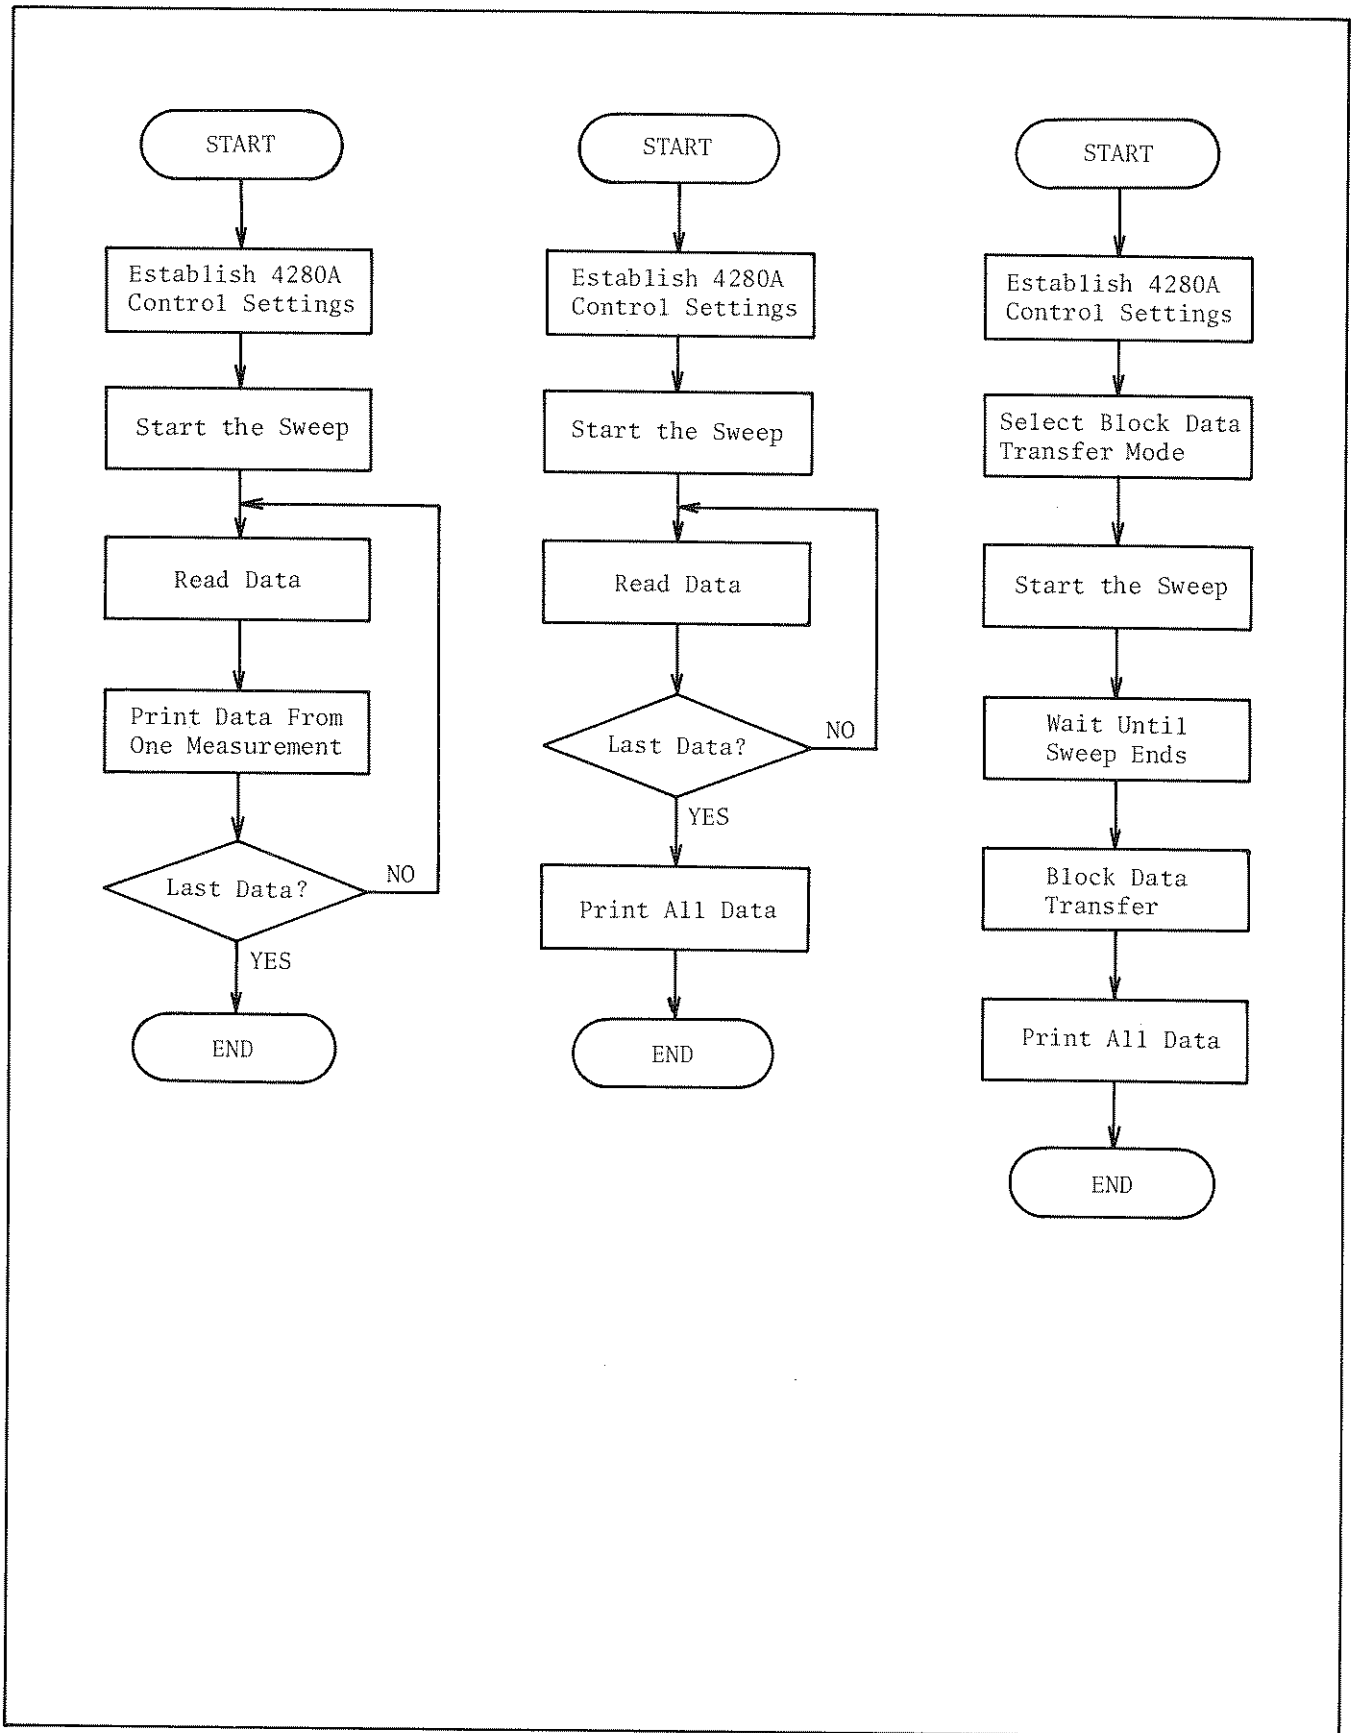 START
Establish 4280A
Control Settings
Start the Sweep
Read Data
Print Data From
One Measurement
Last Data?
NO
YES
END
START
Establish 4280A
Control Settings
Start the Sweep
Read Data
Last Data?
NO
YES
Print All Data
END
START
Establish 4280A
Control Settings
Select Block Data
Transfer Mode
Start the Sweep
Wait Until
Sweep Ends
Block Data
Transfer
Print All Data
END